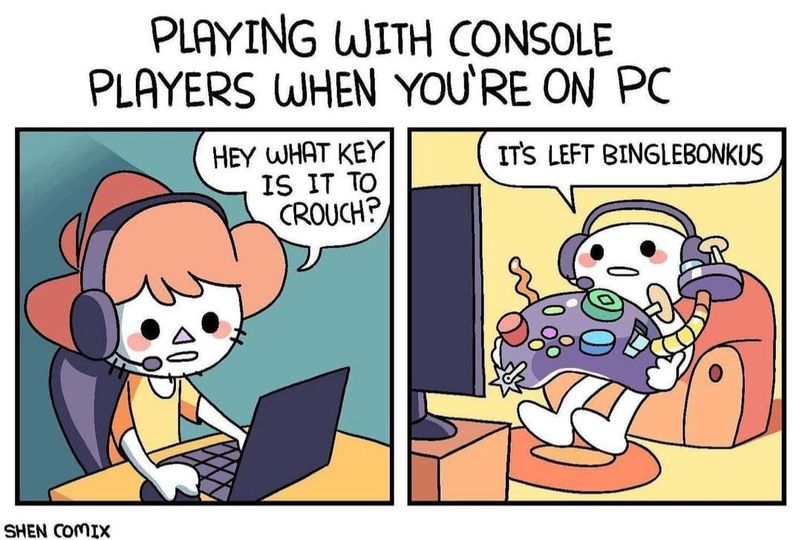 PLAYING WITH CONSOLE
PLAYERS WHEN YOU'RE ON PC
HEY WHAT KEY
IS IT TO
CROUCH?
IT'S LEFT BINGLEBONKUS
SHEN COMIX